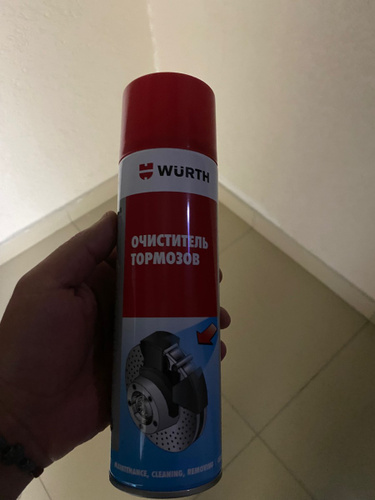 WÜRTH
ОЧИСТИТЕЛЬ
ТОРМОЗОВ
MAINTENANCE, CLEANING, REMOVING